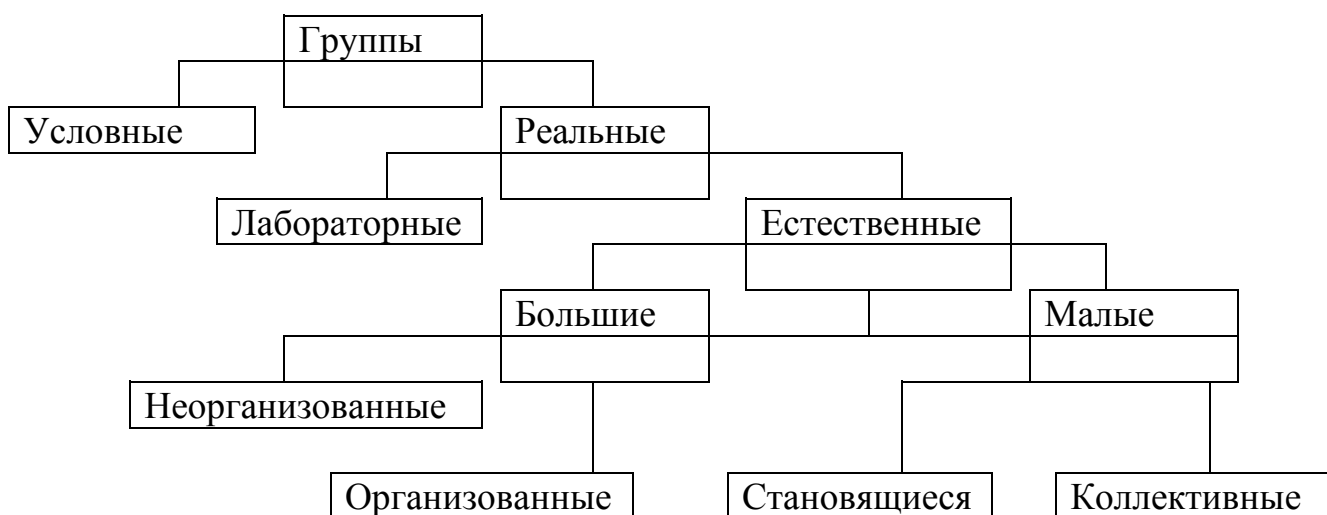 Группы
Условные
Реальные
Лабораторные
Естественные
Большие
Малые
Неорганизованные
Организованные
Становящиеся
Коллективные